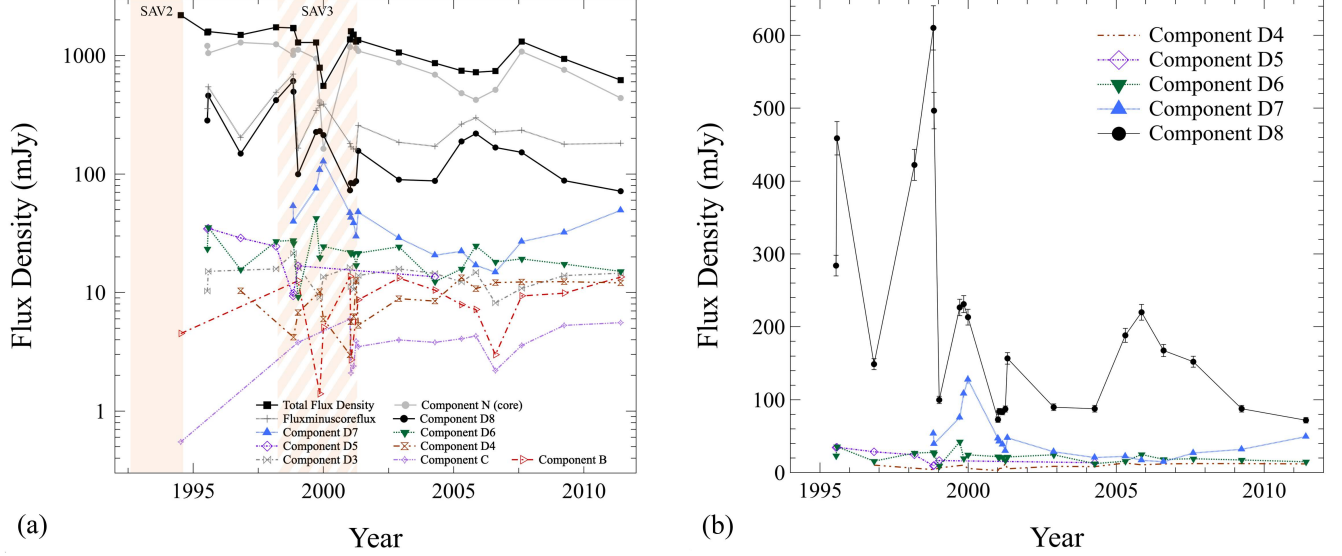 SAV2 SAV3
Flux Density (mJy)
1000
100
10
1
Total Flux Density Component N (core)
Fluxminuscoreflux Component D8
Component D7 Component D6
Component D5 Component D4
Component D3 Component C Component B
1995 2000 2005 2010
(a) Year
Flux Density (mJy)
600
500
400
300
200
100
0
Component D4
Component D5
Component D6
Component D7
Component D8
1995 2000 2005 2010
(b) Year